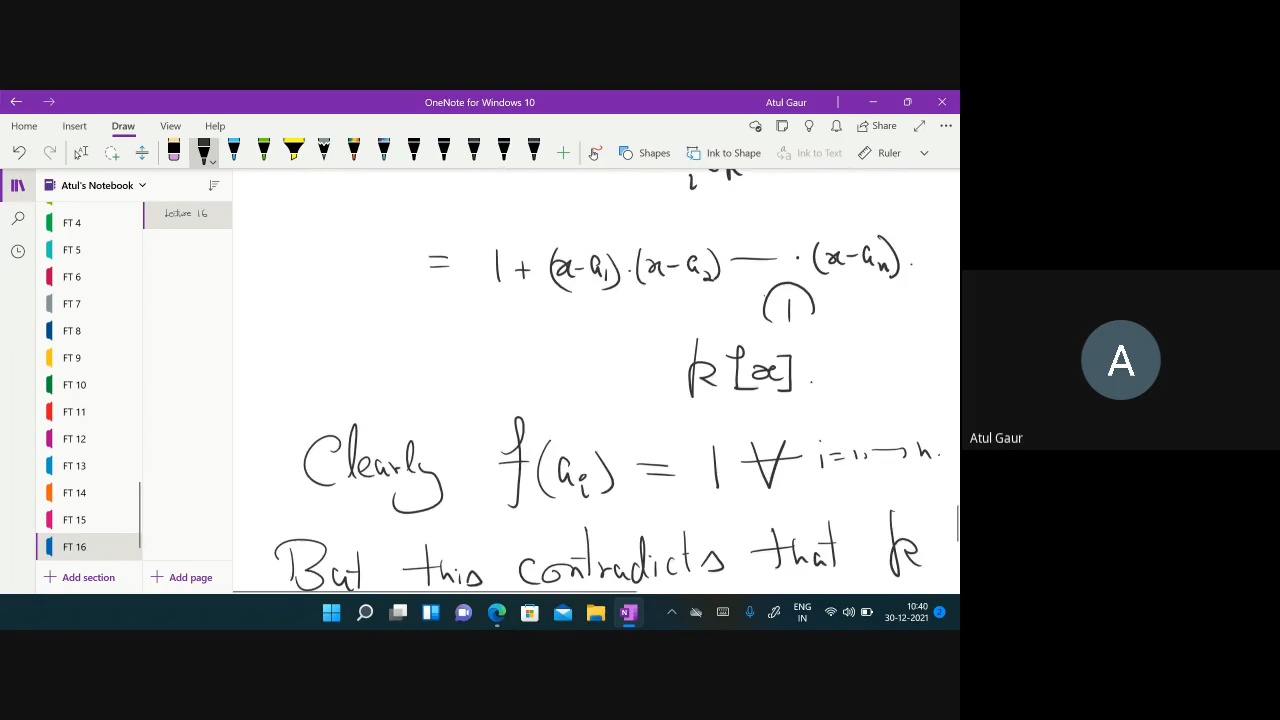 OneNote for Windows 10
Atul Gaur
Home Insert Draw View Help
Share
Shapes Ink to Shape Ink to Text Ruler
Atul's Notebook
Lecture 16
FT 4
FT 5
FT 6
FT 7
FT 8
FT 9
FT 10
FT 11
FT 12
FT 13
FT 14
FT 15
FT 16
Add section Add page
= 1 + (x-a₁).(x-a₂) — .(x-aₙ).
k[x].
Clearly f(aᵢ) = 1 ∀ i=1, → n.
But this contradicts that k
ENG
IN
10:40
30-12-2021
2
A
Atul Gaur